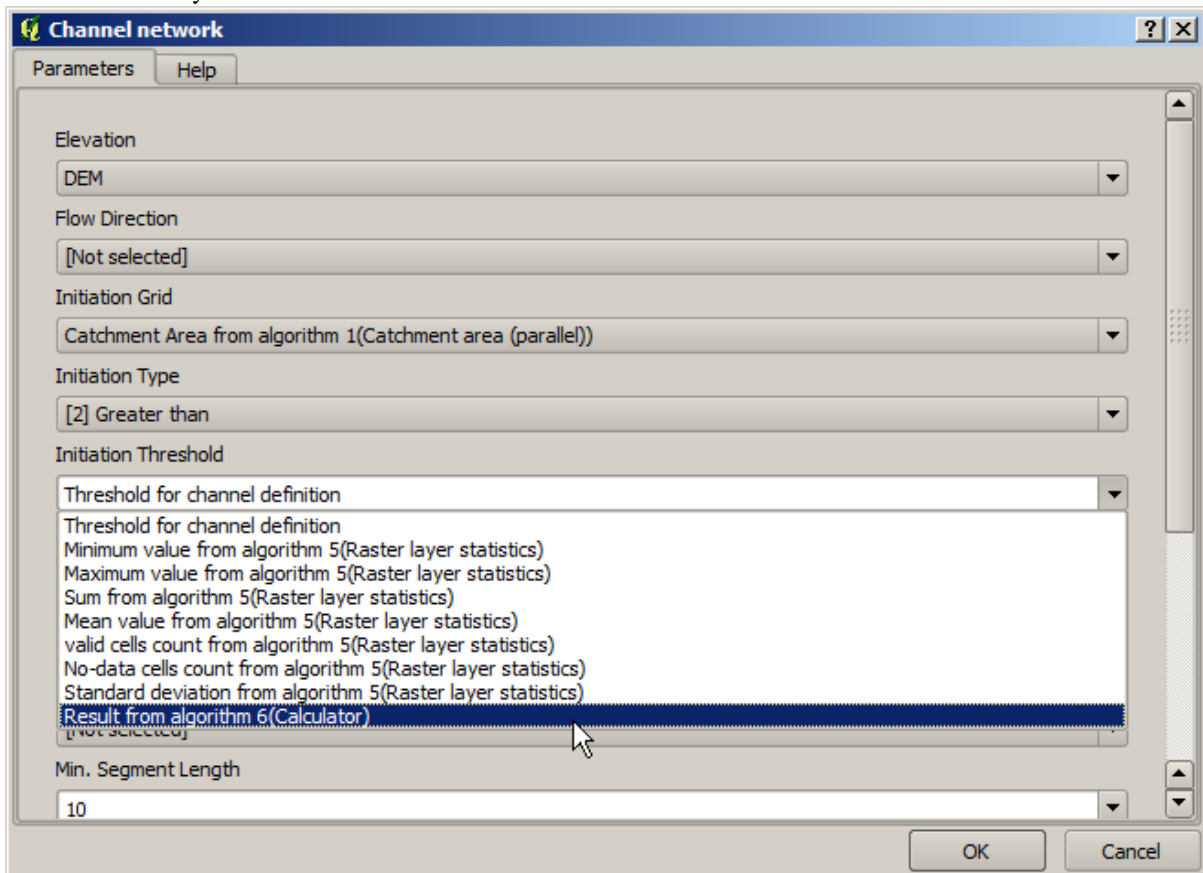 Channel network
Parameters Help
Elevation
DEM
Flow Direction
[Not selected]
Initiation Grid
Catchment Area from algorithm 1(Catchment area (parallel))
Initiation Type
[2] Greater than
Initiation Threshold
Threshold for channel definition
Threshold for channel definition
Minimum value from algorithm 5(Raster layer statistics)
Maximum value from algorithm 5(Raster layer statistics)
Sum from algorithm 5(Raster layer statistics)
Mean value from algorithm 5(Raster layer statistics)
valid cells count from algorithm 5(Raster layer statistics)
No-data cells count from algorithm 5(Raster layer statistics)
Standard deviation from algorithm 5(Raster layer statistics)
Result from algorithm 6(Calculator)
[Not selected]
Min. Segment Length
10
OK Cancel